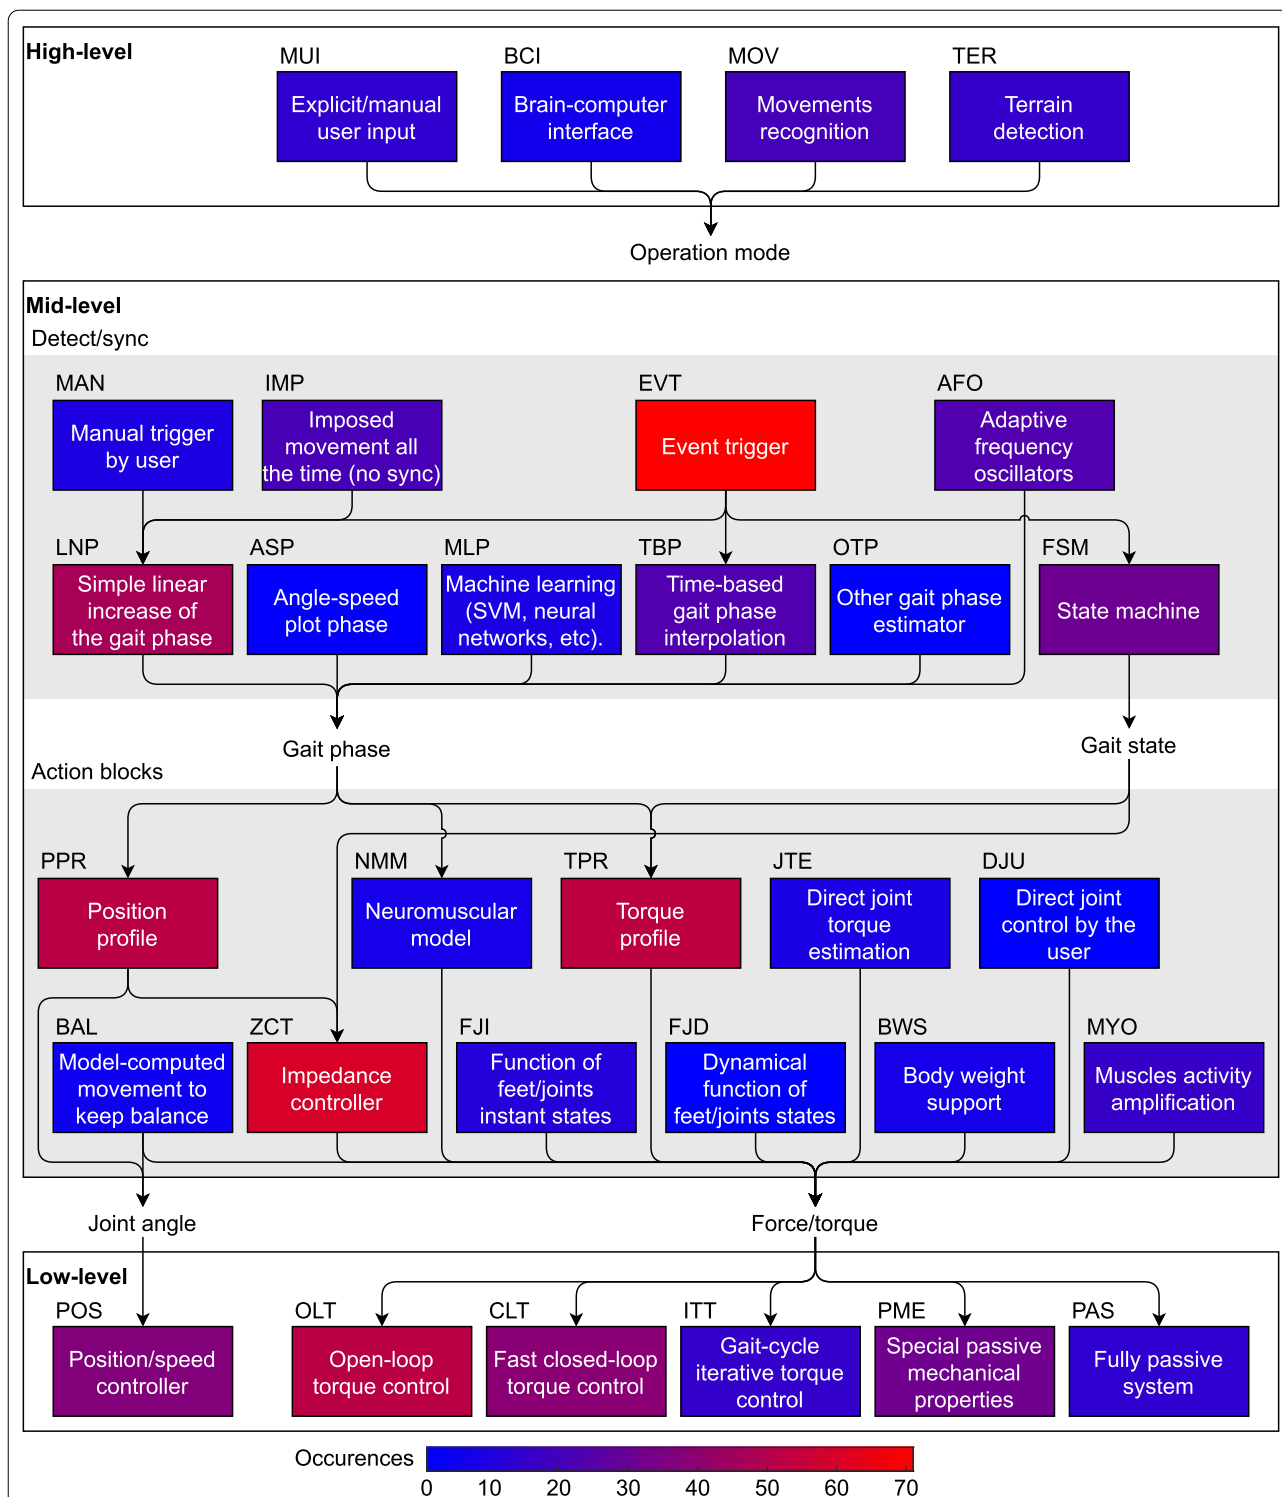 High-level
MUI
BCI
MOV
TER
Explicit/manual
user input
Brain-computer
interface
Movements
recognition
Terrain
detection
Operation mode
Mid-level
Detect/sync
MAN
IMP
EVT
AFO
Manual trigger
by user
Imposed
movement all
the time (no sync)
Event trigger
Adaptive
frequency
oscillators
LNP
ASP
MLP
TBP
OTP
FSM
Simple linear
increase of
the gait phase
Angle-speed
plot phase
Machine learning
(SVM, neural
networks, etc).
Time-based
gait phase
interpolation
Other gait phase
estimator
State machine
Gait phase
Gait state
Action blocks
PPR
NMM
TPR
JTE
DJU
Position
profile
Neuromuscular
model
Torque
profile
Direct joint
torque
estimation
Direct joint
control by the
user
BAL
ZCT
FJI
FJD
BWS
MYO
Model-computed
movement to
keep balance
Impedance
controller
Function of
feet/joints
instant states
Dynamical
function of
feet/joints states
Body weight
support
Muscles activity
amplification
Joint angle
Force/torque
Low-level
POS
OLT
CLT
ITT
PME
PAS
Position/speed
controller
Open-loop
torque control
Fast closed-loop
torque control
Gait-cycle
iterative torque
control
Special passive
mechanical
properties
Fully passive
system
Occurences
0 10 20 30 40 50 60 70